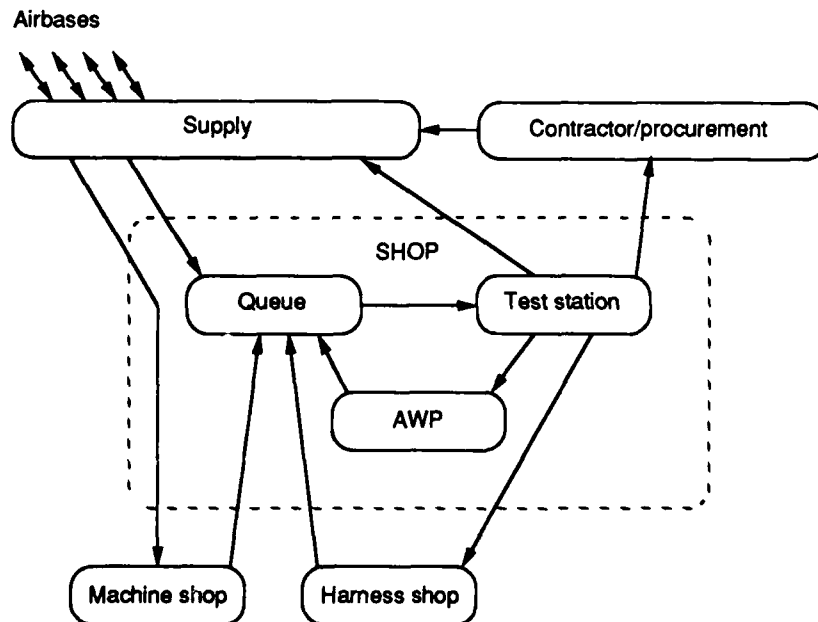 Airbases
Supply
Contractor/procurement
SHOP
Queue
Test station
AWP
Machine shop
Harness shop